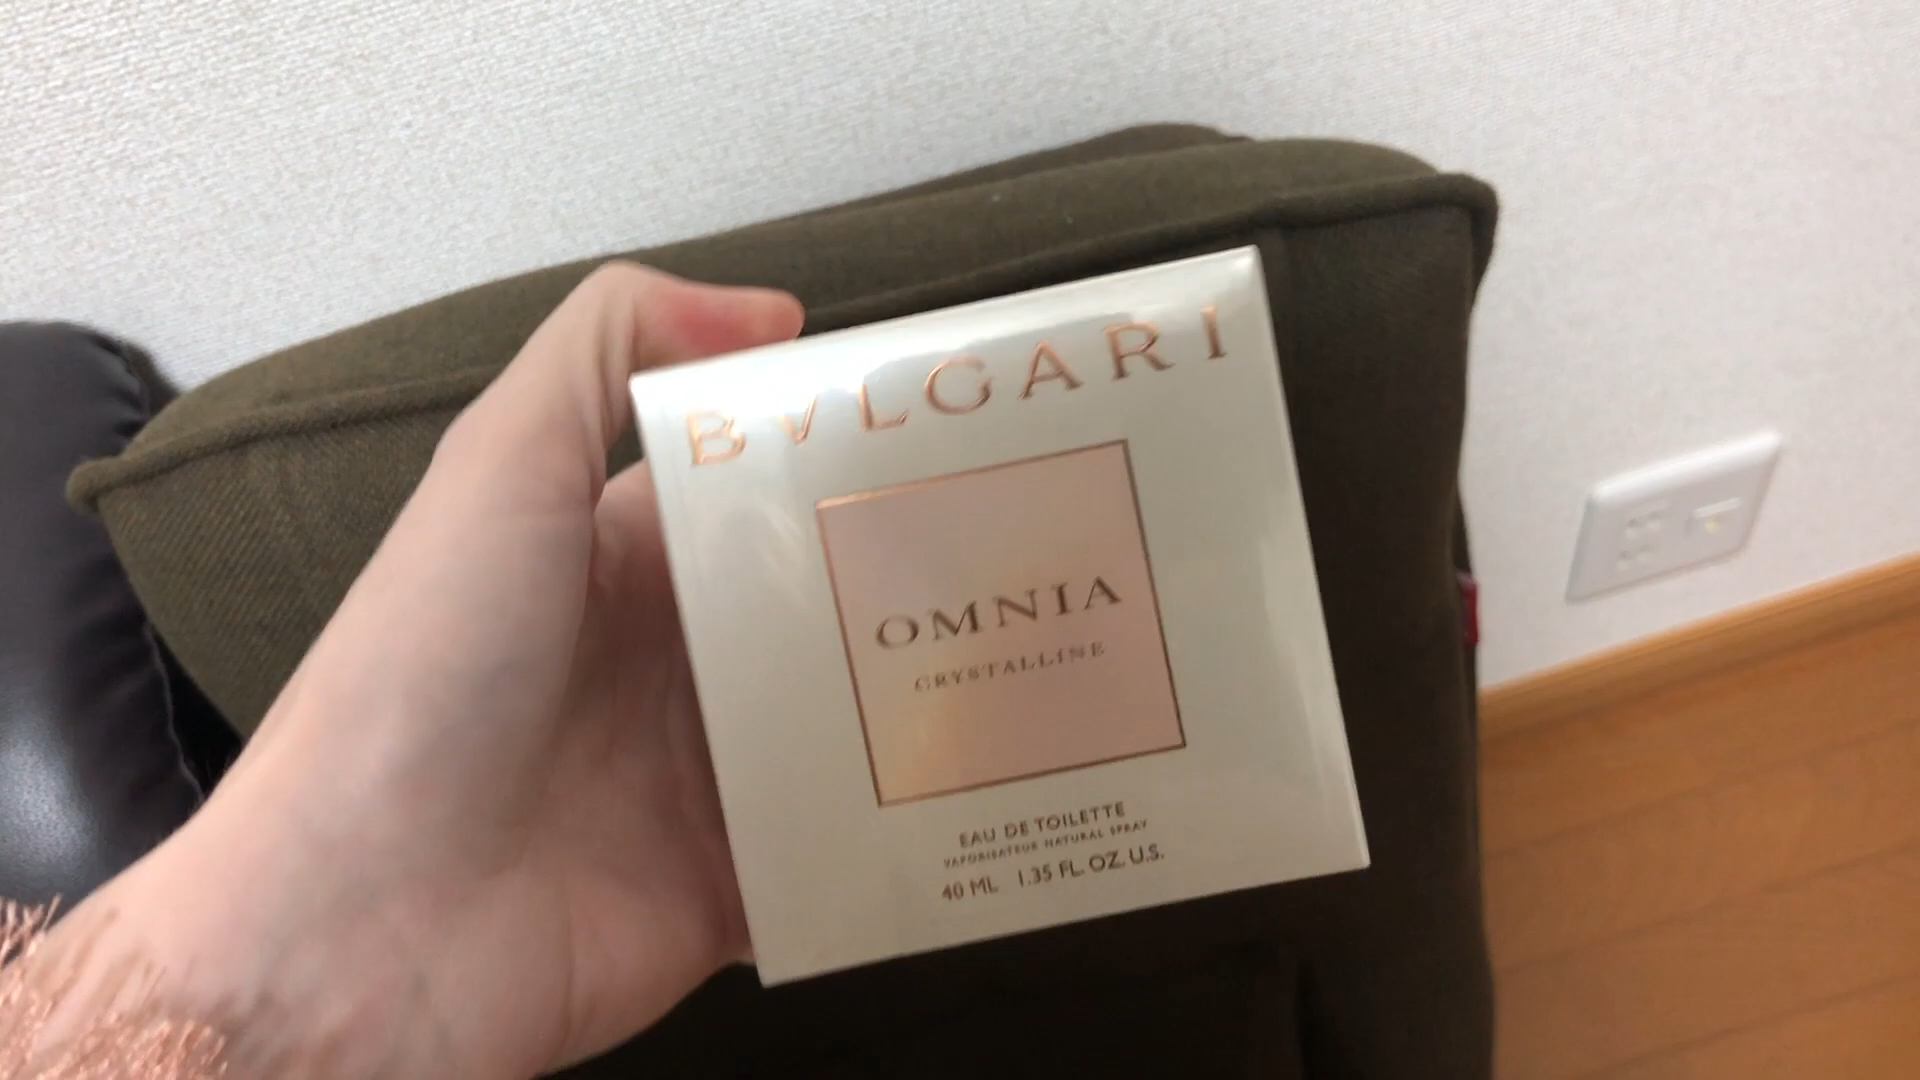 BVLGARI
OMNIA
CRYSTALLINE
EAU DE TOILETTE
VAPORISATEUR NATURAL SPRAY
40 ML 1.35 FL. OZ. U.S.